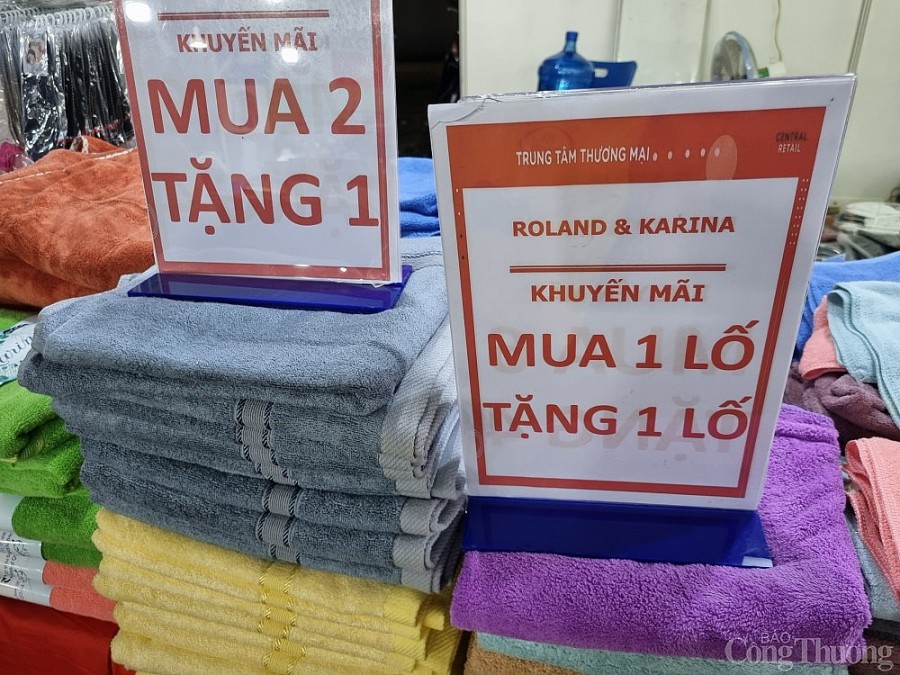 KHUYẾN MÃI
MUA 2
TẶNG 1
CENTRAL
RETAIL
TRUNG TÂM THƯƠNG MẠI
ROLAND & KARINA
KHUYẾN MÃI
MUA 1 LỐ
TẶNG 1 LỐ
BÁO
Công Thương